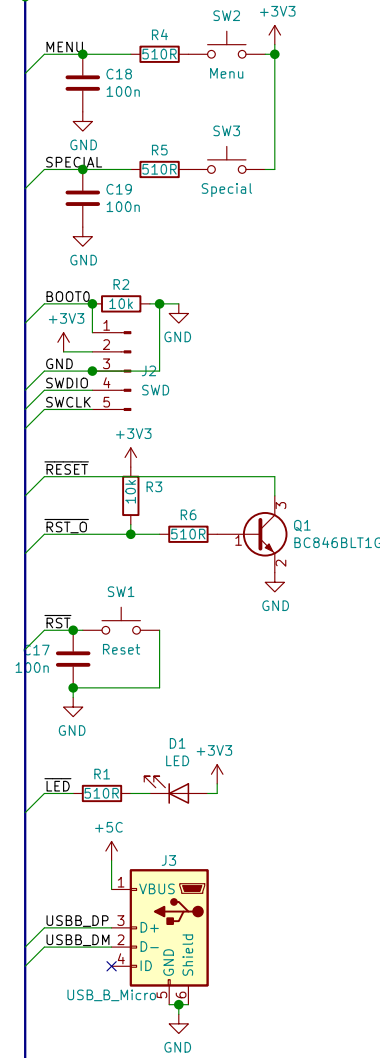 +3V3
SW2
MENU
R4
510R
Menu
C18
100n
GND
SW3
SPECIAL
R5
510R
Special
C19
100n
GND
R2
BOOT0
10k
+3V3
GND
1
2
GND
3
J2
SWDIO
4
SWD
SWCLK
5
+3V3
RESET
10k
R3
3
R6
Q1
RST_O
510R
1
BC846BLT1G
2
GND
SW1
RST
C17
Reset
100n
GND
D1
LED
+3V3
R1
LED
510R
+5C
J3
1
VBUS
USBB_DP
3
D+
USBB_DM
2
D-
4
ID
GND
Shield
USB_B_Micro
5
6
GND